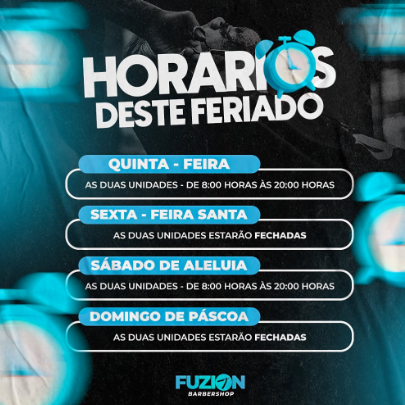 HORARIOS
DESTE FERIADO
QUINTA - FEIRA
AS DUAS UNIDADES - DE 8:00 HORAS ÀS 20:00 HORAS
SEXTA - FEIRA SANTA
AS DUAS UNIDADES ESTARÃO FECHADAS
SÁBADO DE ALELUIA
AS DUAS UNIDADES - DE 8:00 HORAS ÀS 20:00 HORAS
DOMINGO DE PÁSCOA
AS DUAS UNIDADES ESTARÃO FECHADAS
FUZION
BARBERSHOP